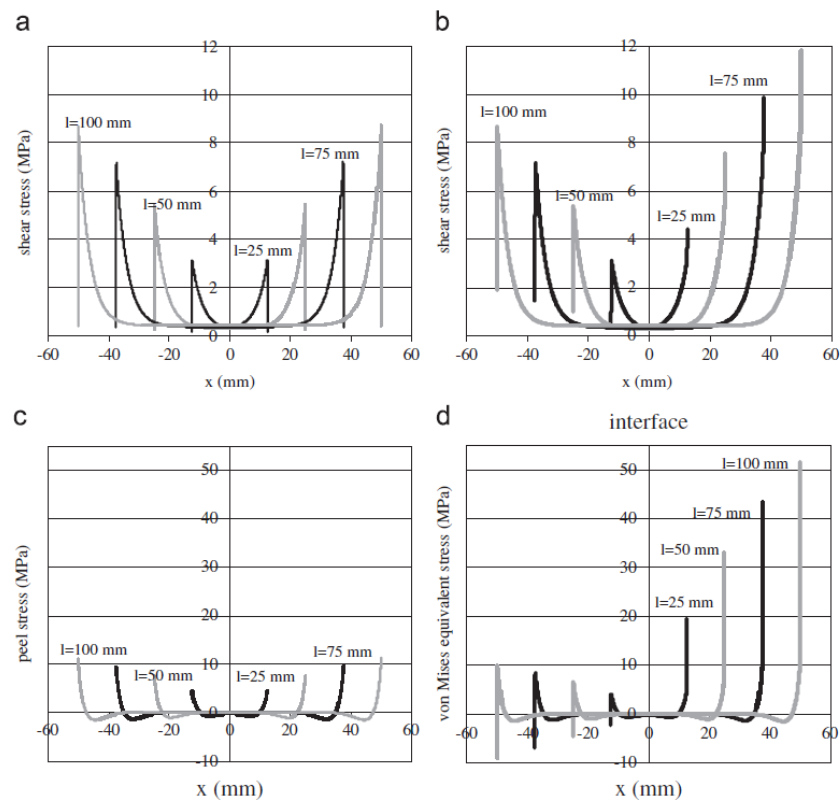 a
12
10
8
6
4
2
0
-60
-40
-20
0
20
40
60
l=100 mm
l=75 mm
l=50 mm
l=25 mm
shear stress (MPa)
x (mm)
b
12
10
8
6
4
2
0
-60
-40
-20
0
20
40
60
l=75 mm
l=100 mm
l=50 mm
l=25 mm
shear stress (MPa)
x (mm)
c
50
40
30
20
10
0
-10
-60
-40
-20
0
20
40
60
l=100 mm
l=75 mm
l=50 mm
l=25 mm
peel stress (MPa)
x (mm)
d
interface
50
40
30
20
10
0
-10
-60
-40
-20
0
20
40
60
l=100 mm
l=75 mm
l=50 mm
l=25 mm
von Mises equivalent stress (MPa)
x (mm)